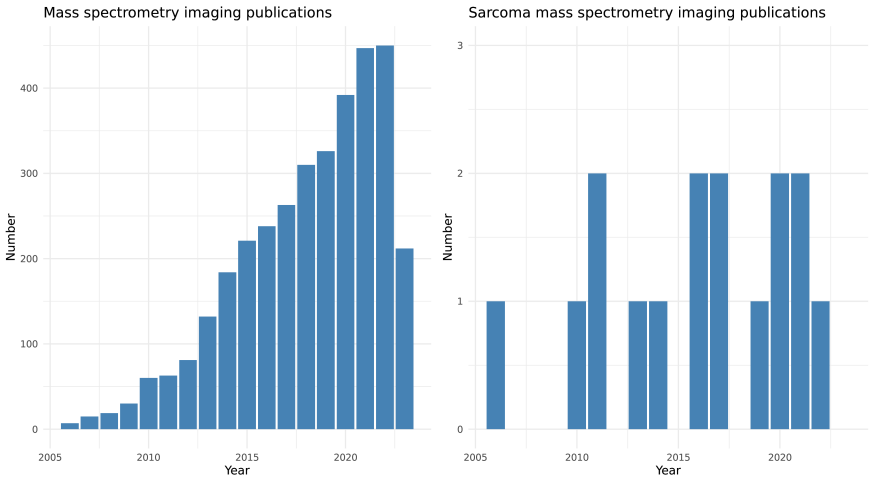 Mass spectrometry imaging publications
Number
400
300
200
100
0
2005
2010
2015
2020
Year
Sarcoma mass spectrometry imaging publications
Number
3
2
1
0
2005
2010
2015
2020
Year